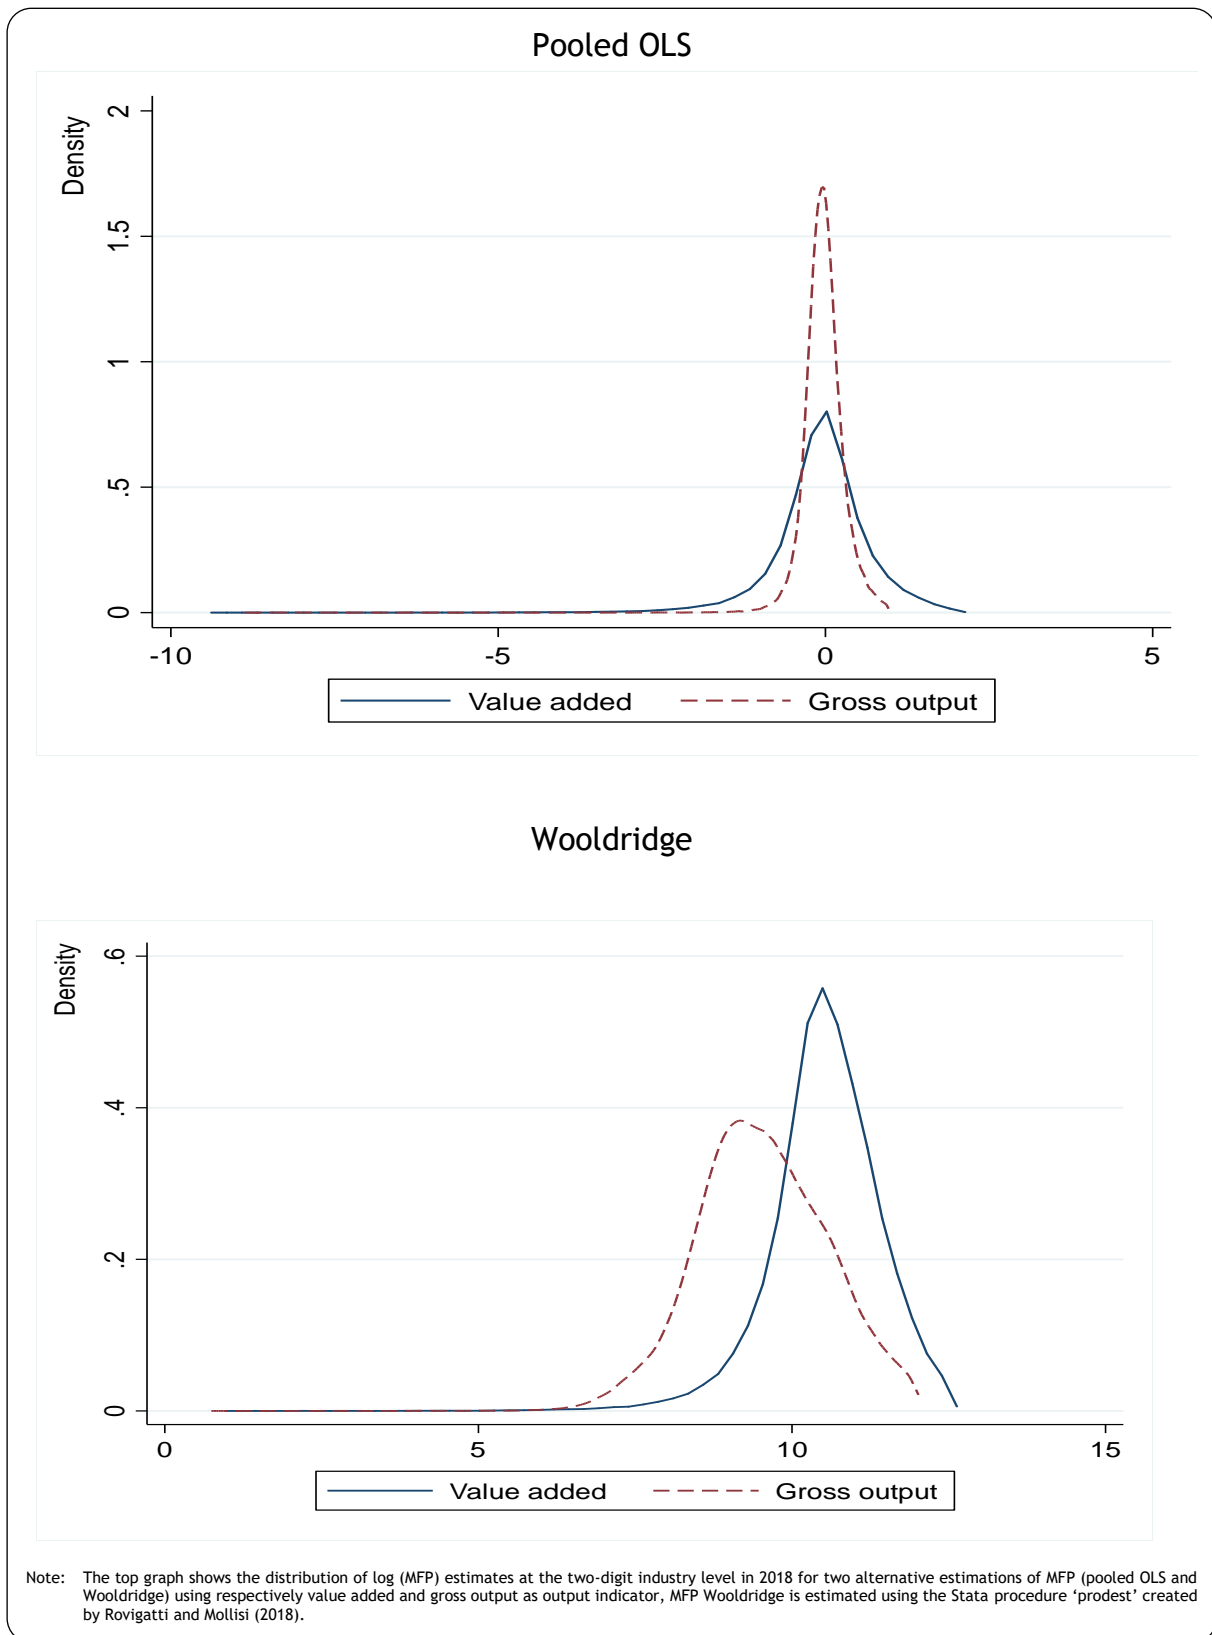 Pooled OLS
Density
2
1.5
1
.5
0
-10 -5 0 5
Value added Gross output
Wooldridge
Density
.6
.4
.2
0
0 5 10 15
Value added Gross output
Note: The top graph shows the distribution of log (MFP) estimates at the two-digit industry level in 2018 for two alternative estimations of MFP (pooled OLS and
Wooldridge) using respectively value added and gross output as output indicator, MFP Wooldridge is estimated using the Stata procedure ‘prodest’ created
by Rovigatti and Mollisi (2018).